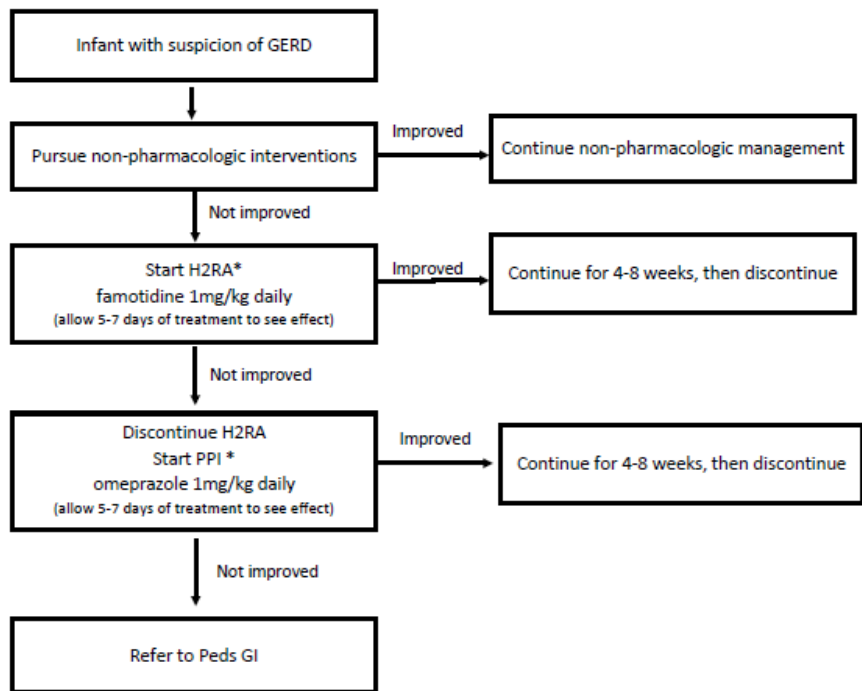 Infant with suspicion of GERD
Pursue non-pharmacologic interventions
Improved
Continue non-pharmacologic management
Not improved
Start H2RA*
famotidine 1mg/kg daily
(allow 5-7 days of treatment to see effect)
Improved
Continue for 4-8 weeks, then discontinue
Not improved
Discontinue H2RA
Start PPI *
omeprazole 1mg/kg daily
(allow 5-7 days of treatment to see effect)
Improved
Continue for 4-8 weeks, then discontinue
Not improved
Refer to Peds GI